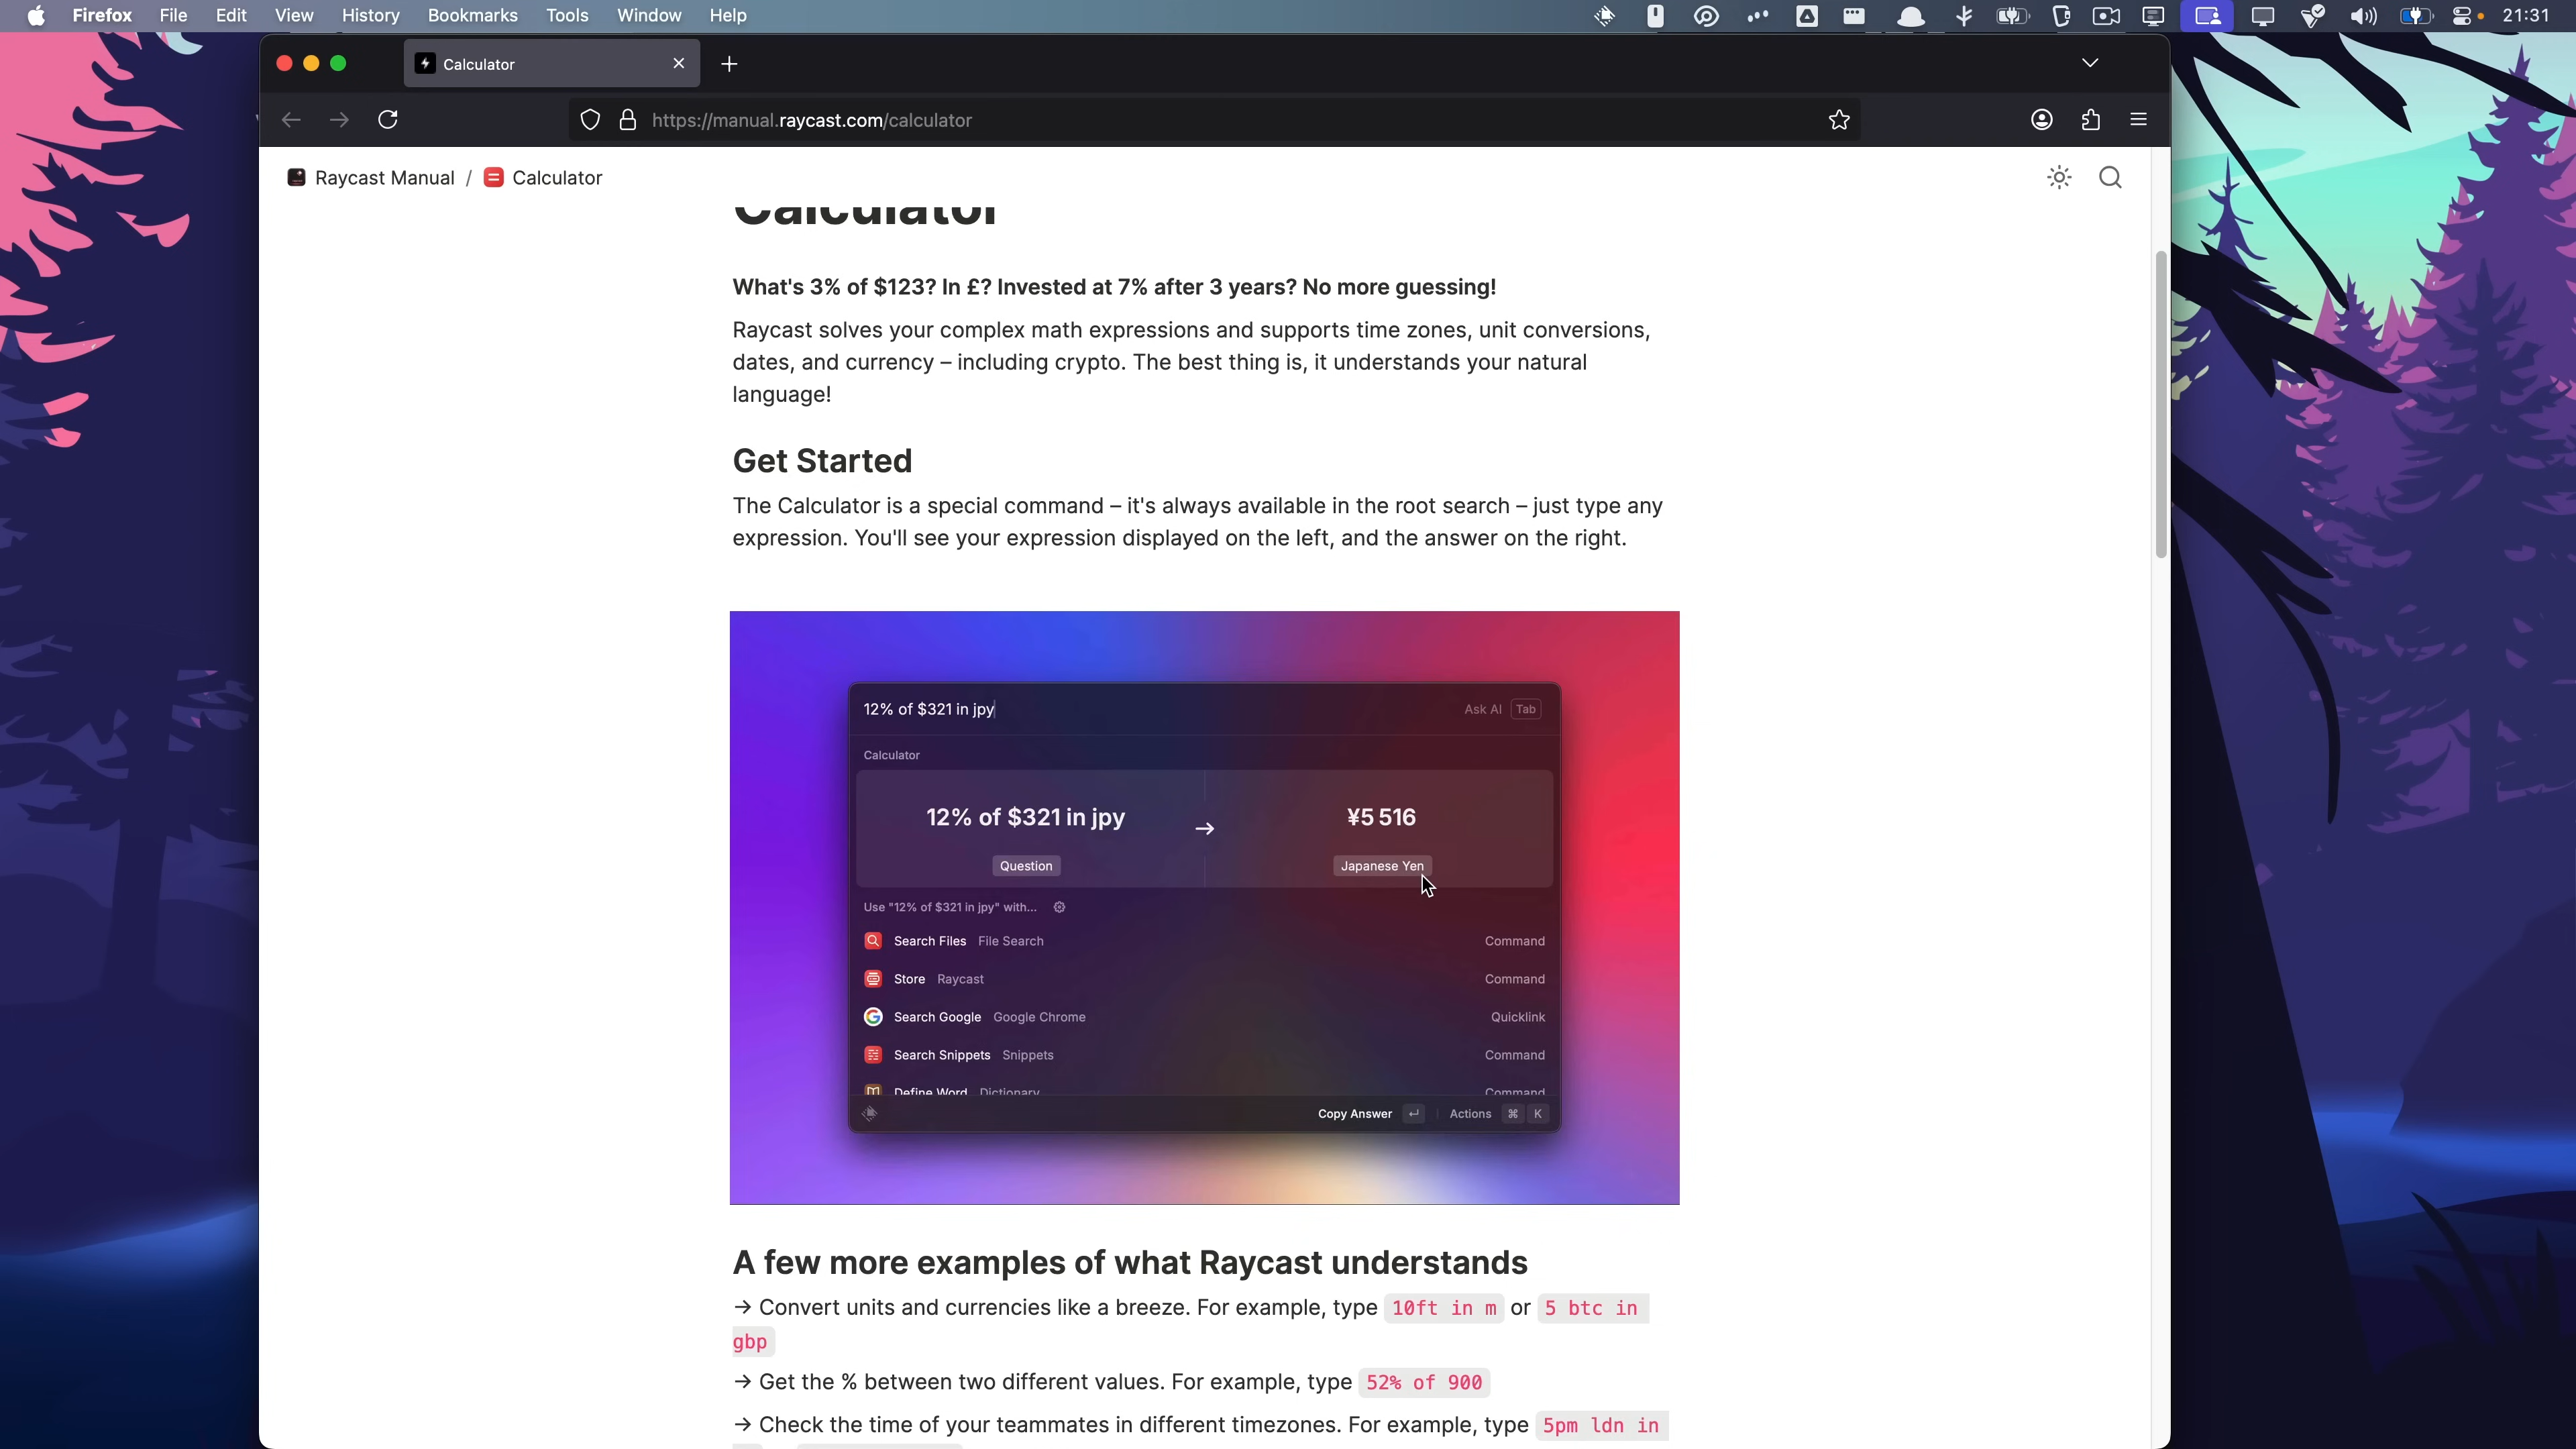 Firefox File Edit View History Bookmarks Tools Window Help 21:31
Calculator
https://manual.raycast.com/calculator
Raycast Manual / Calculator
Calculator
What's 3% of $123? In £? Invested at 7% after 3 years? No more guessing!
Raycast solves your complex math expressions and supports time zones, unit conversions,
dates, and currency – including crypto. The best thing is, it understands your natural
language!
Get Started
The Calculator is a special command – it's always available in the root search – just type any
expression. You'll see your expression displayed on the left, and the answer on the right.
12% of $321 in jpy Ask AI Tab
Calculator
12% of $321 in jpy → ¥5 516
Question Japanese Yen
Use "12% of $321 in jpy" with...
Search Files File Search Command
Store Raycast Command
Search Google Google Chrome Quicklink
Search Snippets Snippets Command
Define Word Dictionary Command
Copy Answer ↵ Actions ⌘ K
A few more examples of what Raycast understands
→ Convert units and currencies like a breeze. For example, type 10ft in m or 5 btc in
gbp
→ Get the % between two different values. For example, type 52% of 900
→ Check the time of your teammates in different timezones. For example, type 5pm ldn in